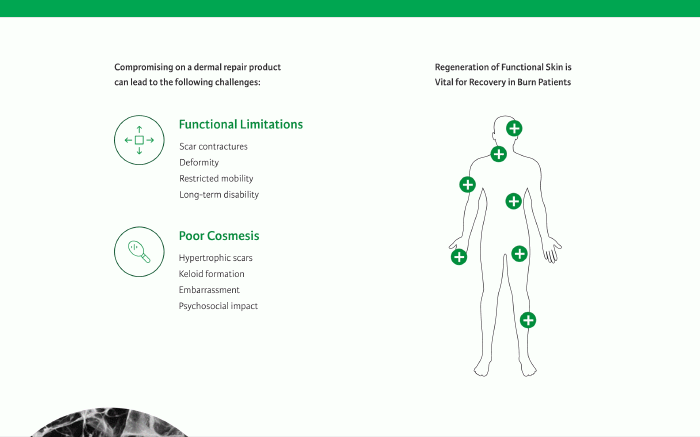 Compromising on a dermal repair product
can lead to the following challenges:
Functional Limitations
Scar contractures
Deformity
Restricted mobility
Long-term disability
Poor Cosmesis
Hypertrophic scars
Keloid formation
Embarrassment
Psychosocial impact
Regeneration of Functional Skin is
Vital for Recovery in Burn Patients